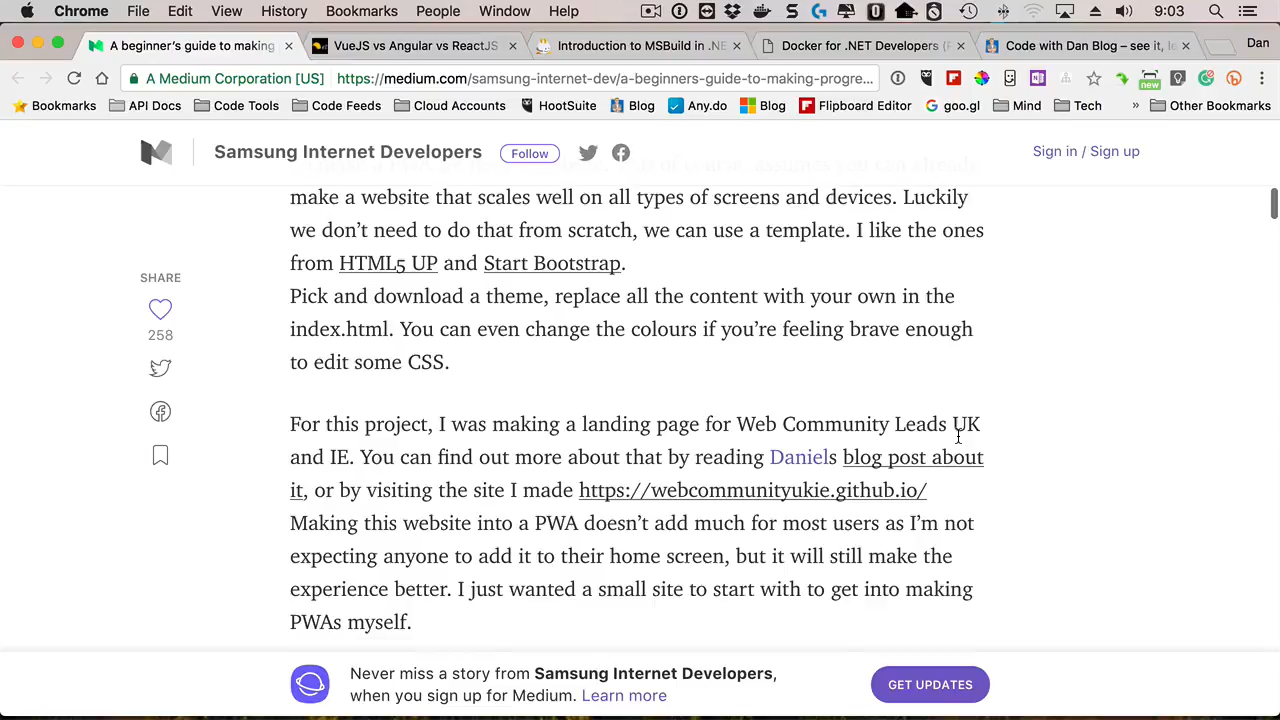 Chrome File Edit View History Bookmarks People Window Help 9:03
A beginner's guide to making
VueJS vs Angular vs ReactJS
Introduction to MSBuild in .NE
Docker for .NET Developers (P
Code with Dan Blog – see it, le
Dan
A Medium Corporation [US] https://medium.com/samsung-internet-dev/a-beginners-guide-to-making-progre...
new
Bookmarks API Docs Code Tools Code Feeds Cloud Accounts HootSuite Blog Any.do Blog Flipboard Editor goo.gl Mind Tech » Other Bookmarks
Samsung Internet Developers Follow Sign in / Sign up
of course, assumes you can already
make a website that scales well on all types of screens and devices. Luckily
we don't need to do that from scratch, we can use a template. I like the ones
from HTML5 UP and Start Bootstrap.
Pick and download a theme, replace all the content with your own in the
index.html. You can even change the colours if you're feeling brave enough
to edit some CSS.
SHARE
258
For this project, I was making a landing page for Web Community Leads UK
and IE. You can find out more about that by reading Daniels blog post about
it, or by visiting the site I made https://webcommunityukie.github.io/
Making this website into a PWA doesn't add much for most users as I'm not
expecting anyone to add it to their home screen, but it will still make the
experience better. I just wanted a small site to start with to get into making
PWAs myself.
Never miss a story from Samsung Internet Developers,
when you sign up for Medium. Learn more
GET UPDATES